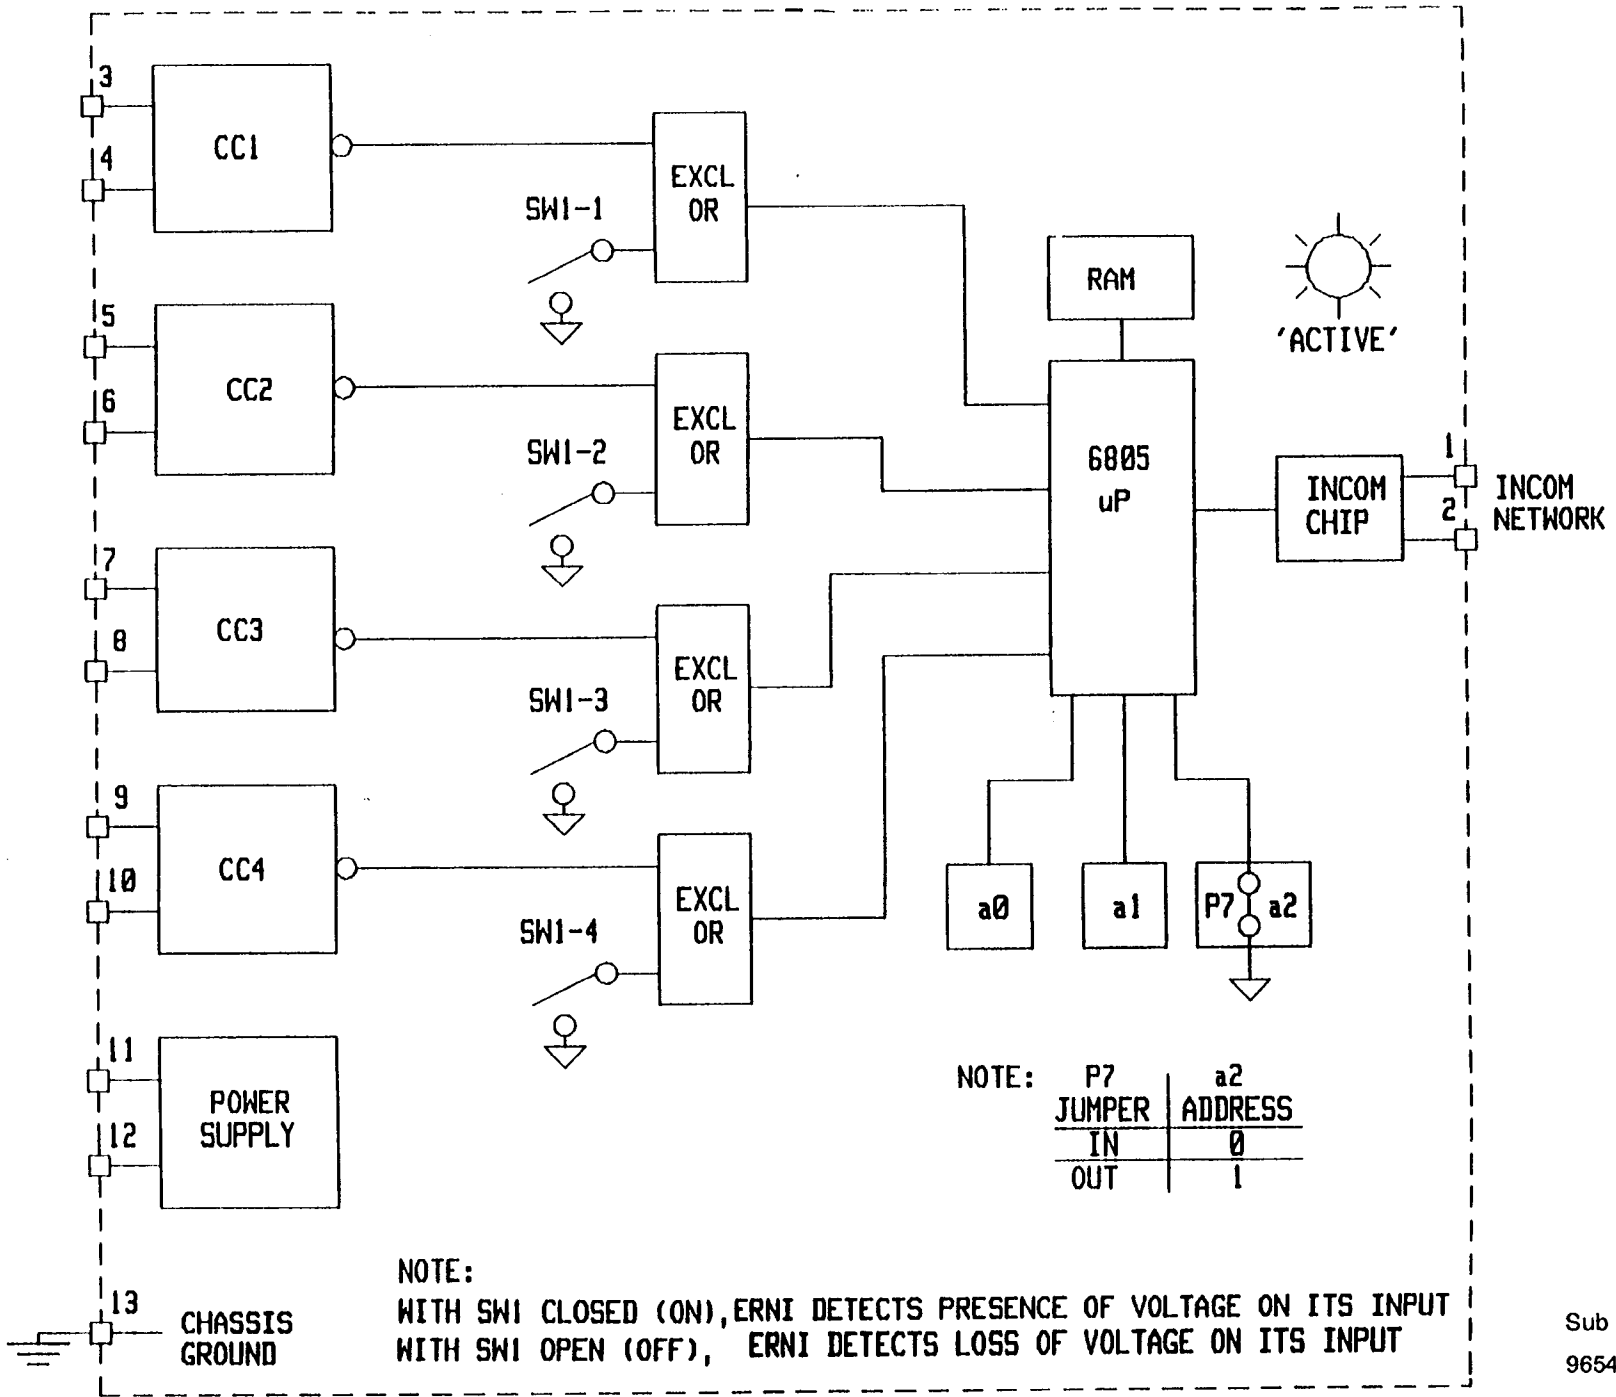 3
CC1
4
EXCL
OR
SW1-1
RAM
'ACTIVE'
5
CC2
6
EXCL
OR
SW1-2
6805
uP
INCOM
CHIP
1
2
INCOM
NETWORK
7
CC3
8
EXCL
OR
SW1-3
9
CC4
10
EXCL
OR
SW1-4
a0
a1
P7 a2
11
POWER
SUPPLY
12
NOTE: P7 a2
JUMPER ADDRESS
IN 0
OUT 1
13
CHASSIS
GROUND
NOTE:
WITH SW1 CLOSED (ON), ERNI DETECTS PRESENCE OF VOLTAGE ON ITS INPUT
WITH SW1 OPEN (OFF), ERNI DETECTS LOSS OF VOLTAGE ON ITS INPUT
Sub
9654